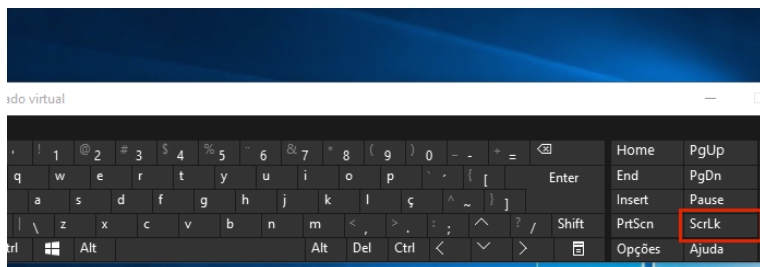 ado virtual
' ! 1 @ 2 # 3 $ 4 % 5 ¨ 6 & 7 * 8 ( 9 ) 0 _ - + = Home PgUp
q w e r t y u i o p ` ´ { [ Enter End PgDn
a s d f g h j k l ç ^ ~ } ] Insert Pause
| \ z x c v b n m < , > . : ; ? / Shift PrtScn ScrLk
trl Alt Alt Del Ctrl Opções Ajuda